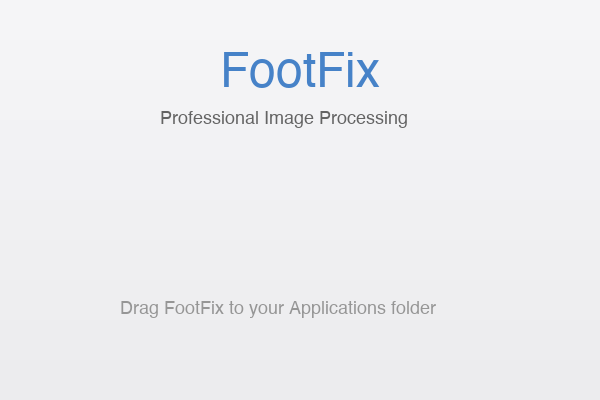 FootFix
Professional Image Processing
Drag FootFix to your Applications folder